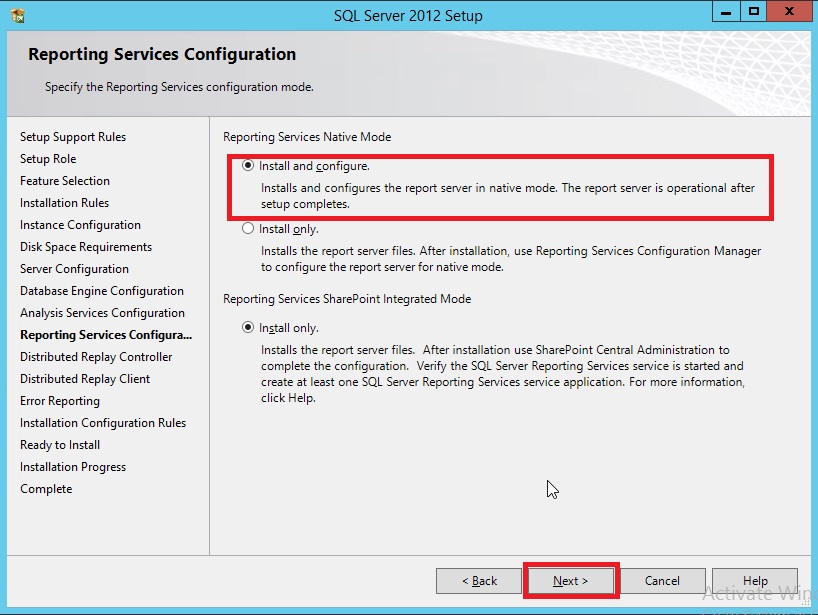 SQL Server 2012 Setup
Reporting Services Configuration
Specify the Reporting Services configuration mode.
Setup Support Rules
Setup Role
Feature Selection
Installation Rules
Instance Configuration
Disk Space Requirements
Server Configuration
Database Engine Configuration
Analysis Services Configuration
Reporting Services Configura...
Distributed Replay Controller
Distributed Replay Client
Error Reporting
Installation Configuration Rules
Ready to Install
Installation Progress
Complete
Reporting Services Native Mode
Install and configure.
Installs and configures the report server in native mode. The report server is operational after
setup completes.
Install only.
Installs the report server files. After installation, use Reporting Services Configuration Manager
to configure the report server for native mode.
Reporting Services SharePoint Integrated Mode
Install only.
Installs the report server files. After installation use SharePoint Central Administration to
complete the configuration. Verify the SQL Server Reporting Services service is started and
create at least one SQL Server Reporting Services service application. For more information,
click Help.
< Back
Next >
Cancel
Help
Activate Win